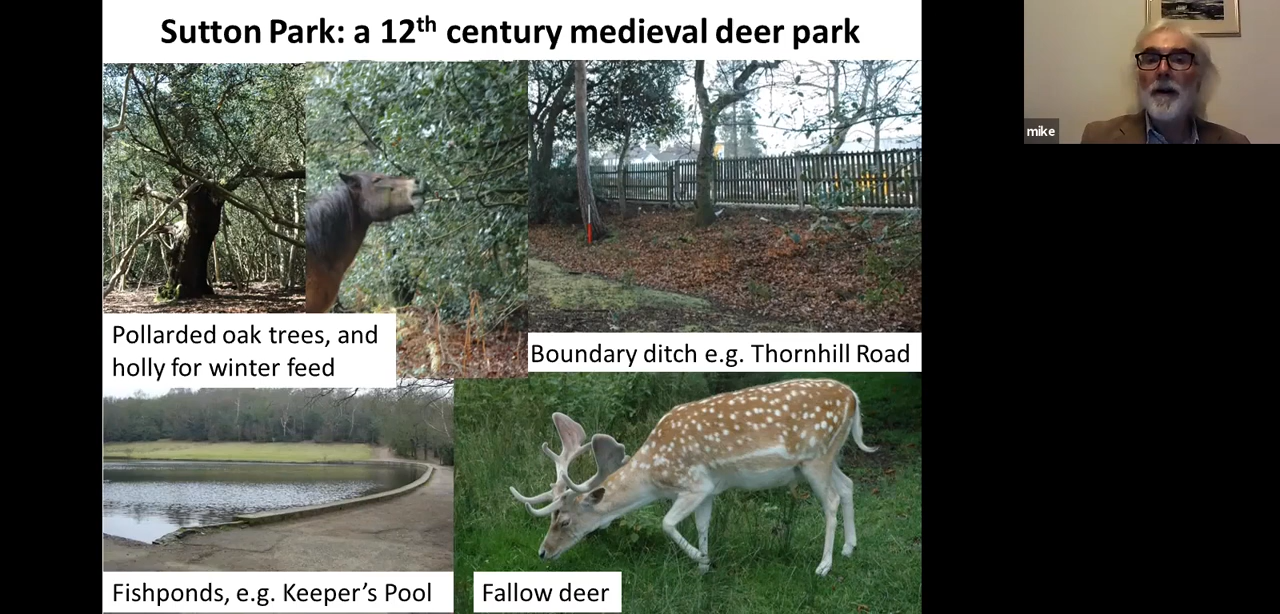 Sutton Park: a 12th century medieval deer park
mike
Pollarded oak trees, and
holly for winter feed
Boundary ditch e.g. Thornhill Road
Fishponds, e.g. Keeper’s Pool
Fallow deer